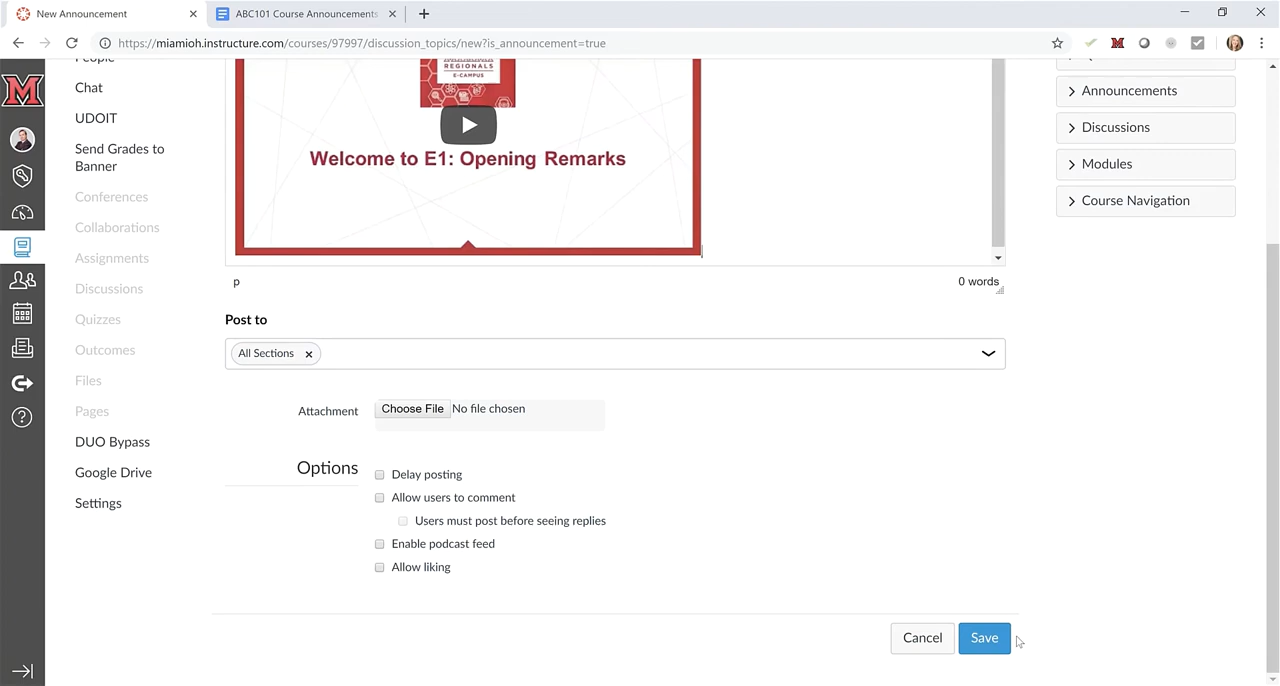 New Announcement
ABC101 Course Announcements
https://miamioh.instructure.com/courses/97997/discussion_topics/new?is_announcement=true
People
Chat
UDOIT
Send Grades to
Banner
Conferences
Collaborations
Assignments
Discussions
Quizzes
Outcomes
Files
Pages
DUO Bypass
Google Drive
Settings
REGIONALS
E-CAMPUS
Welcome to E1: Opening Remarks
p
0 words
Post to
All Sections
Attachment
Choose File No file chosen
Options
Delay posting
Allow users to comment
Users must post before seeing replies
Enable podcast feed
Allow liking
Cancel
Save
Announcements
Discussions
Modules
Course Navigation